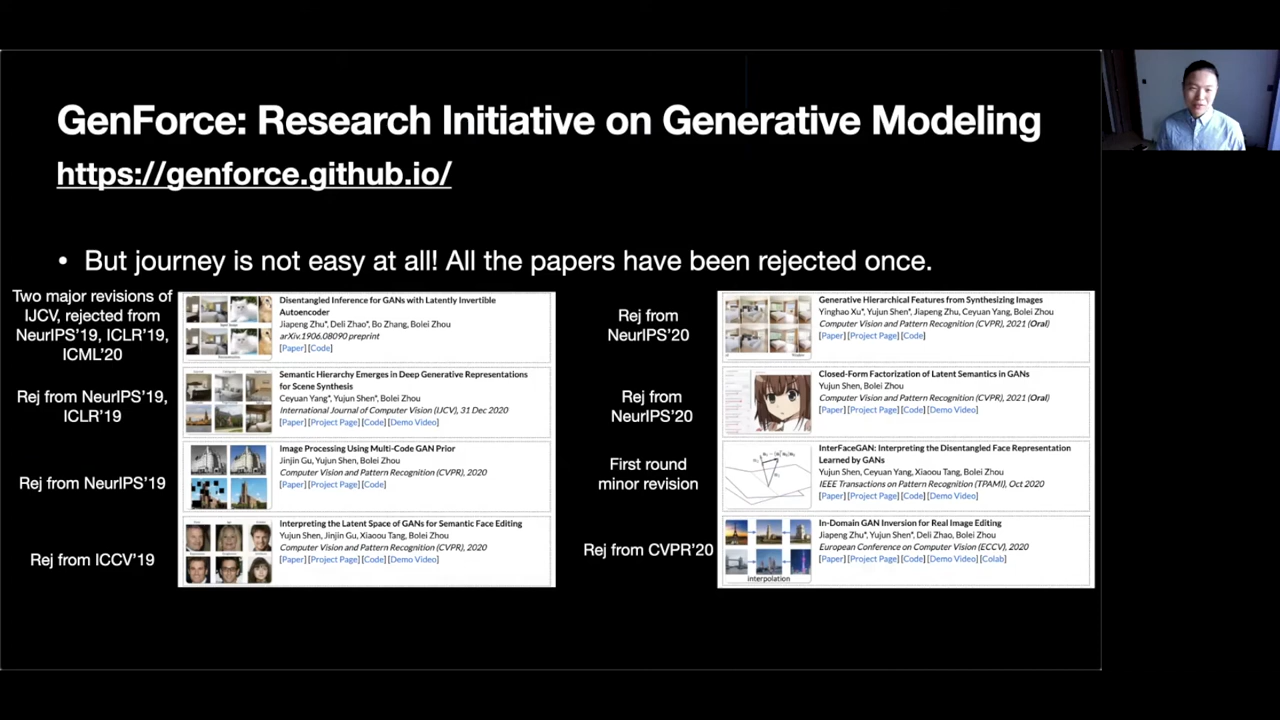 GenForce: Research Initiative on Generative Modeling
https://genforce.github.io/
• But journey is not easy at all! All the papers have been rejected once.
Two major revisions of
IJCV, rejected from
NeurIPS'19, ICLR'19,
ICML'20
Disentangled Inference for GANs with Latently Invertible
Autoencoder
Jiapeng Zhu*, Deli Zhao*, Bo Zhang, Bolei Zhou
arXiv.1906.08090 preprint
[Paper] [Code]
Rej from NeurIPS'19,
ICLR'19
Semantic Hierarchy Emerges in Deep Generative Representations
for Scene Synthesis
Ceyuan Yang*, Yujun Shen*, Bolei Zhou
International Journal of Computer Vision (IJCV), 31 Dec 2020
[Paper] [Project Page] [Code] [Demo Video]
Rej from NeurIPS'19
Image Processing Using Multi-Code GAN Prior
Jinjin Gu, Yujun Shen, Bolei Zhou
Computer Vision and Pattern Recognition (CVPR), 2020
[Paper] [Project Page] [Code]
Rej from ICCV'19
Interpreting the Latent Space of GANs for Semantic Face Editing
Yujun Shen, Jinjin Gu, Xiaoou Tang, Bolei Zhou
Computer Vision and Pattern Recognition (CVPR), 2020
[Paper] [Project Page] [Code] [Demo Video]
Rej from
NeurIPS'20
Generative Hierarchical Features from Synthesizing Images
Yinghao Xu*, Yujun Shen*, Jiapeng Zhu, Ceyuan Yang, Bolei Zhou
Computer Vision and Pattern Recognition (CVPR), 2021 (Oral)
[Paper] [Project Page] [Code]
Rej from
NeurIPS'20
Closed-Form Factorization of Latent Semantics in GANs
Yujun Shen, Bolei Zhou
Computer Vision and Pattern Recognition (CVPR), 2021 (Oral)
[Paper] [Project Page] [Code] [Demo Video]
First round
minor revision
InterFaceGAN: Interpreting the Disentangled Face Representation
Learned by GANs
Yujun Shen, Ceyuan Yang, Xiaoou Tang, Bolei Zhou
IEEE Transactions on Pattern Recognition (TPAMI), Oct 2020
[Paper] [Project Page] [Code] [Demo Video]
Rej from CVPR'20
In-Domain GAN Inversion for Real Image Editing
Jiapeng Zhu*, Yujun Shen*, Deli Zhao, Bolei Zhou
European Conference on Computer Vision (ECCV), 2020
[Paper] [Project Page] [Code] [Demo Video] [Colab]
interpolation